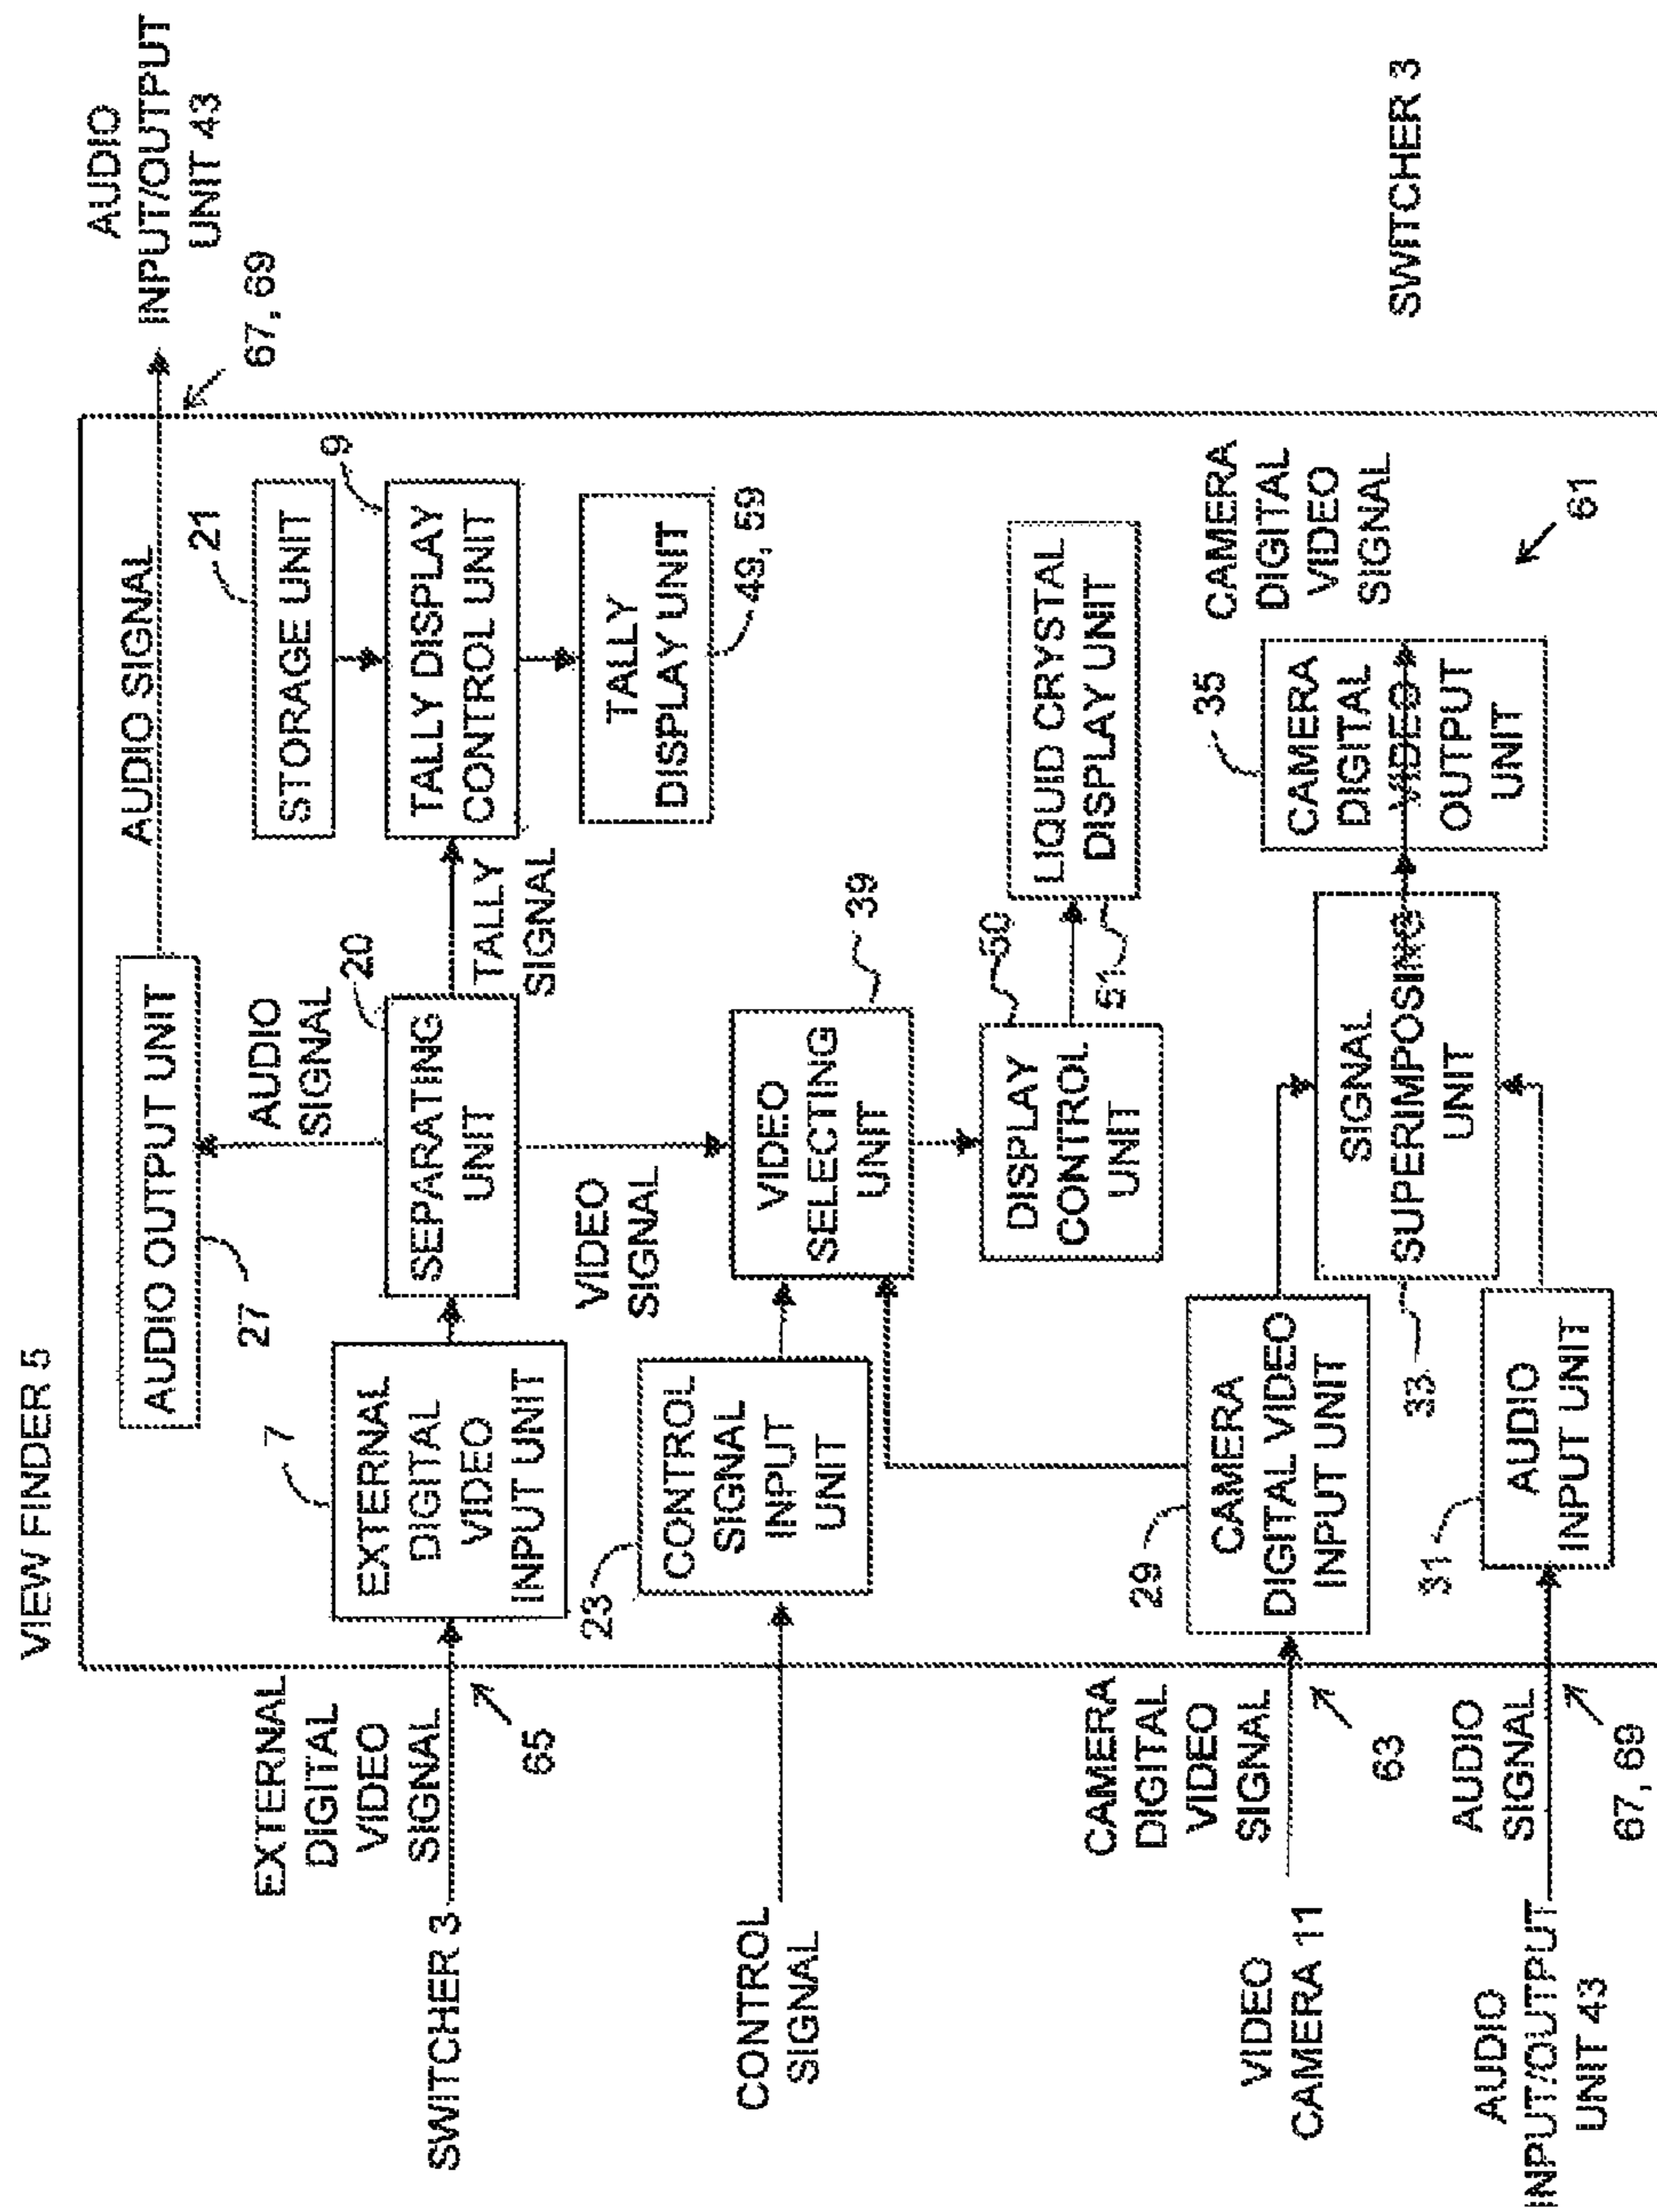 VIEW FINDER 5
AUDIO
INPUT/OUTPUT
UNIT 43
67, 69
AUDIO SIGNAL
AUDIO OUTPUT UNIT
27
AUDIO
SIGNAL
21
STORAGE UNIT
EXTERNAL
DIGITAL
VIDEO
SIGNAL
SWITCHER 3
65
7
EXTERNAL
DIGITAL
VIDEO
INPUT UNIT
20
SEPARATING
UNIT
TALLY
SIGNAL
9
TALLY DISPLAY
CONTROL UNIT
TALLY
DISPLAY UNIT
49, 59
VIDEO
SIGNAL
CONTROL
SIGNAL
23
CONTROL
SIGNAL
INPUT
UNIT
VIDEO
SELECTING
UNIT
39
DISPLAY
CONTROL
UNIT
50
LIQUID CRYSTAL
DISPLAY UNIT
51
CAMERA
DIGITAL
VIDEO
SIGNAL
VIDEO
CAMERA 11
63
29
CAMERA
DIGITAL VIDEO
INPUT UNIT
SIGNAL
SUPERIMPOSING
UNIT
33
35
CAMERA
DIGITAL
VIDEO
OUTPUT
UNIT
CAMERA
DIGITAL
VIDEO
SIGNAL
61
SWITCHER 3
AUDIO
SIGNAL
AUDIO
INPUT/OUTPUT
UNIT 43
67, 69
31
AUDIO
INPUT UNIT